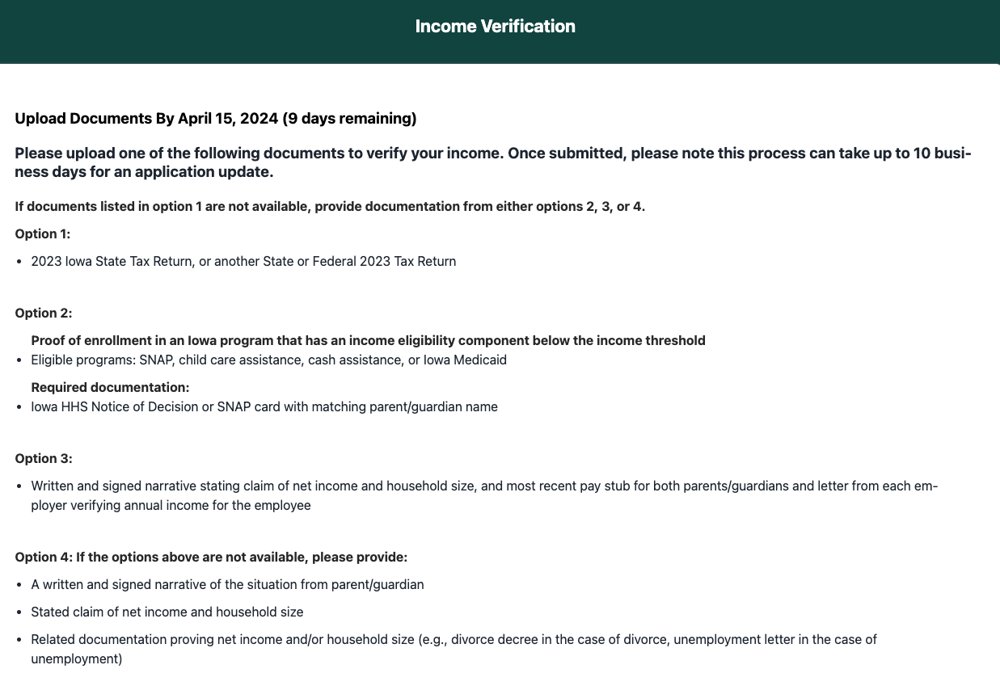 Income Verification
Upload Documents By April 15, 2024 (9 days remaining)
Please upload one of the following documents to verify your income. Once submitted, please note this process can take up to 10 busi-
ness days for an application update.
If documents listed in option 1 are not available, provide documentation from either options 2, 3, or 4.
Option 1:
• 2023 Iowa State Tax Return, or another State or Federal 2023 Tax Return
Option 2:
Proof of enrollment in an Iowa program that has an income eligibility component below the income threshold
• Eligible programs: SNAP, child care assistance, cash assistance, or Iowa Medicaid
Required documentation:
• Iowa HHS Notice of Decision or SNAP card with matching parent/guardian name
Option 3:
• Written and signed narrative stating claim of net income and household size, and most recent pay stub for both parents/guardians and letter from each em-
ployer verifying annual income for the employee
Option 4: If the options above are not available, please provide:
• A written and signed narrative of the situation from parent/guardian
• Stated claim of net income and household size
• Related documentation proving net income and/or household size (e.g., divorce decree in the case of divorce, unemployment letter in the case of
unemployment)